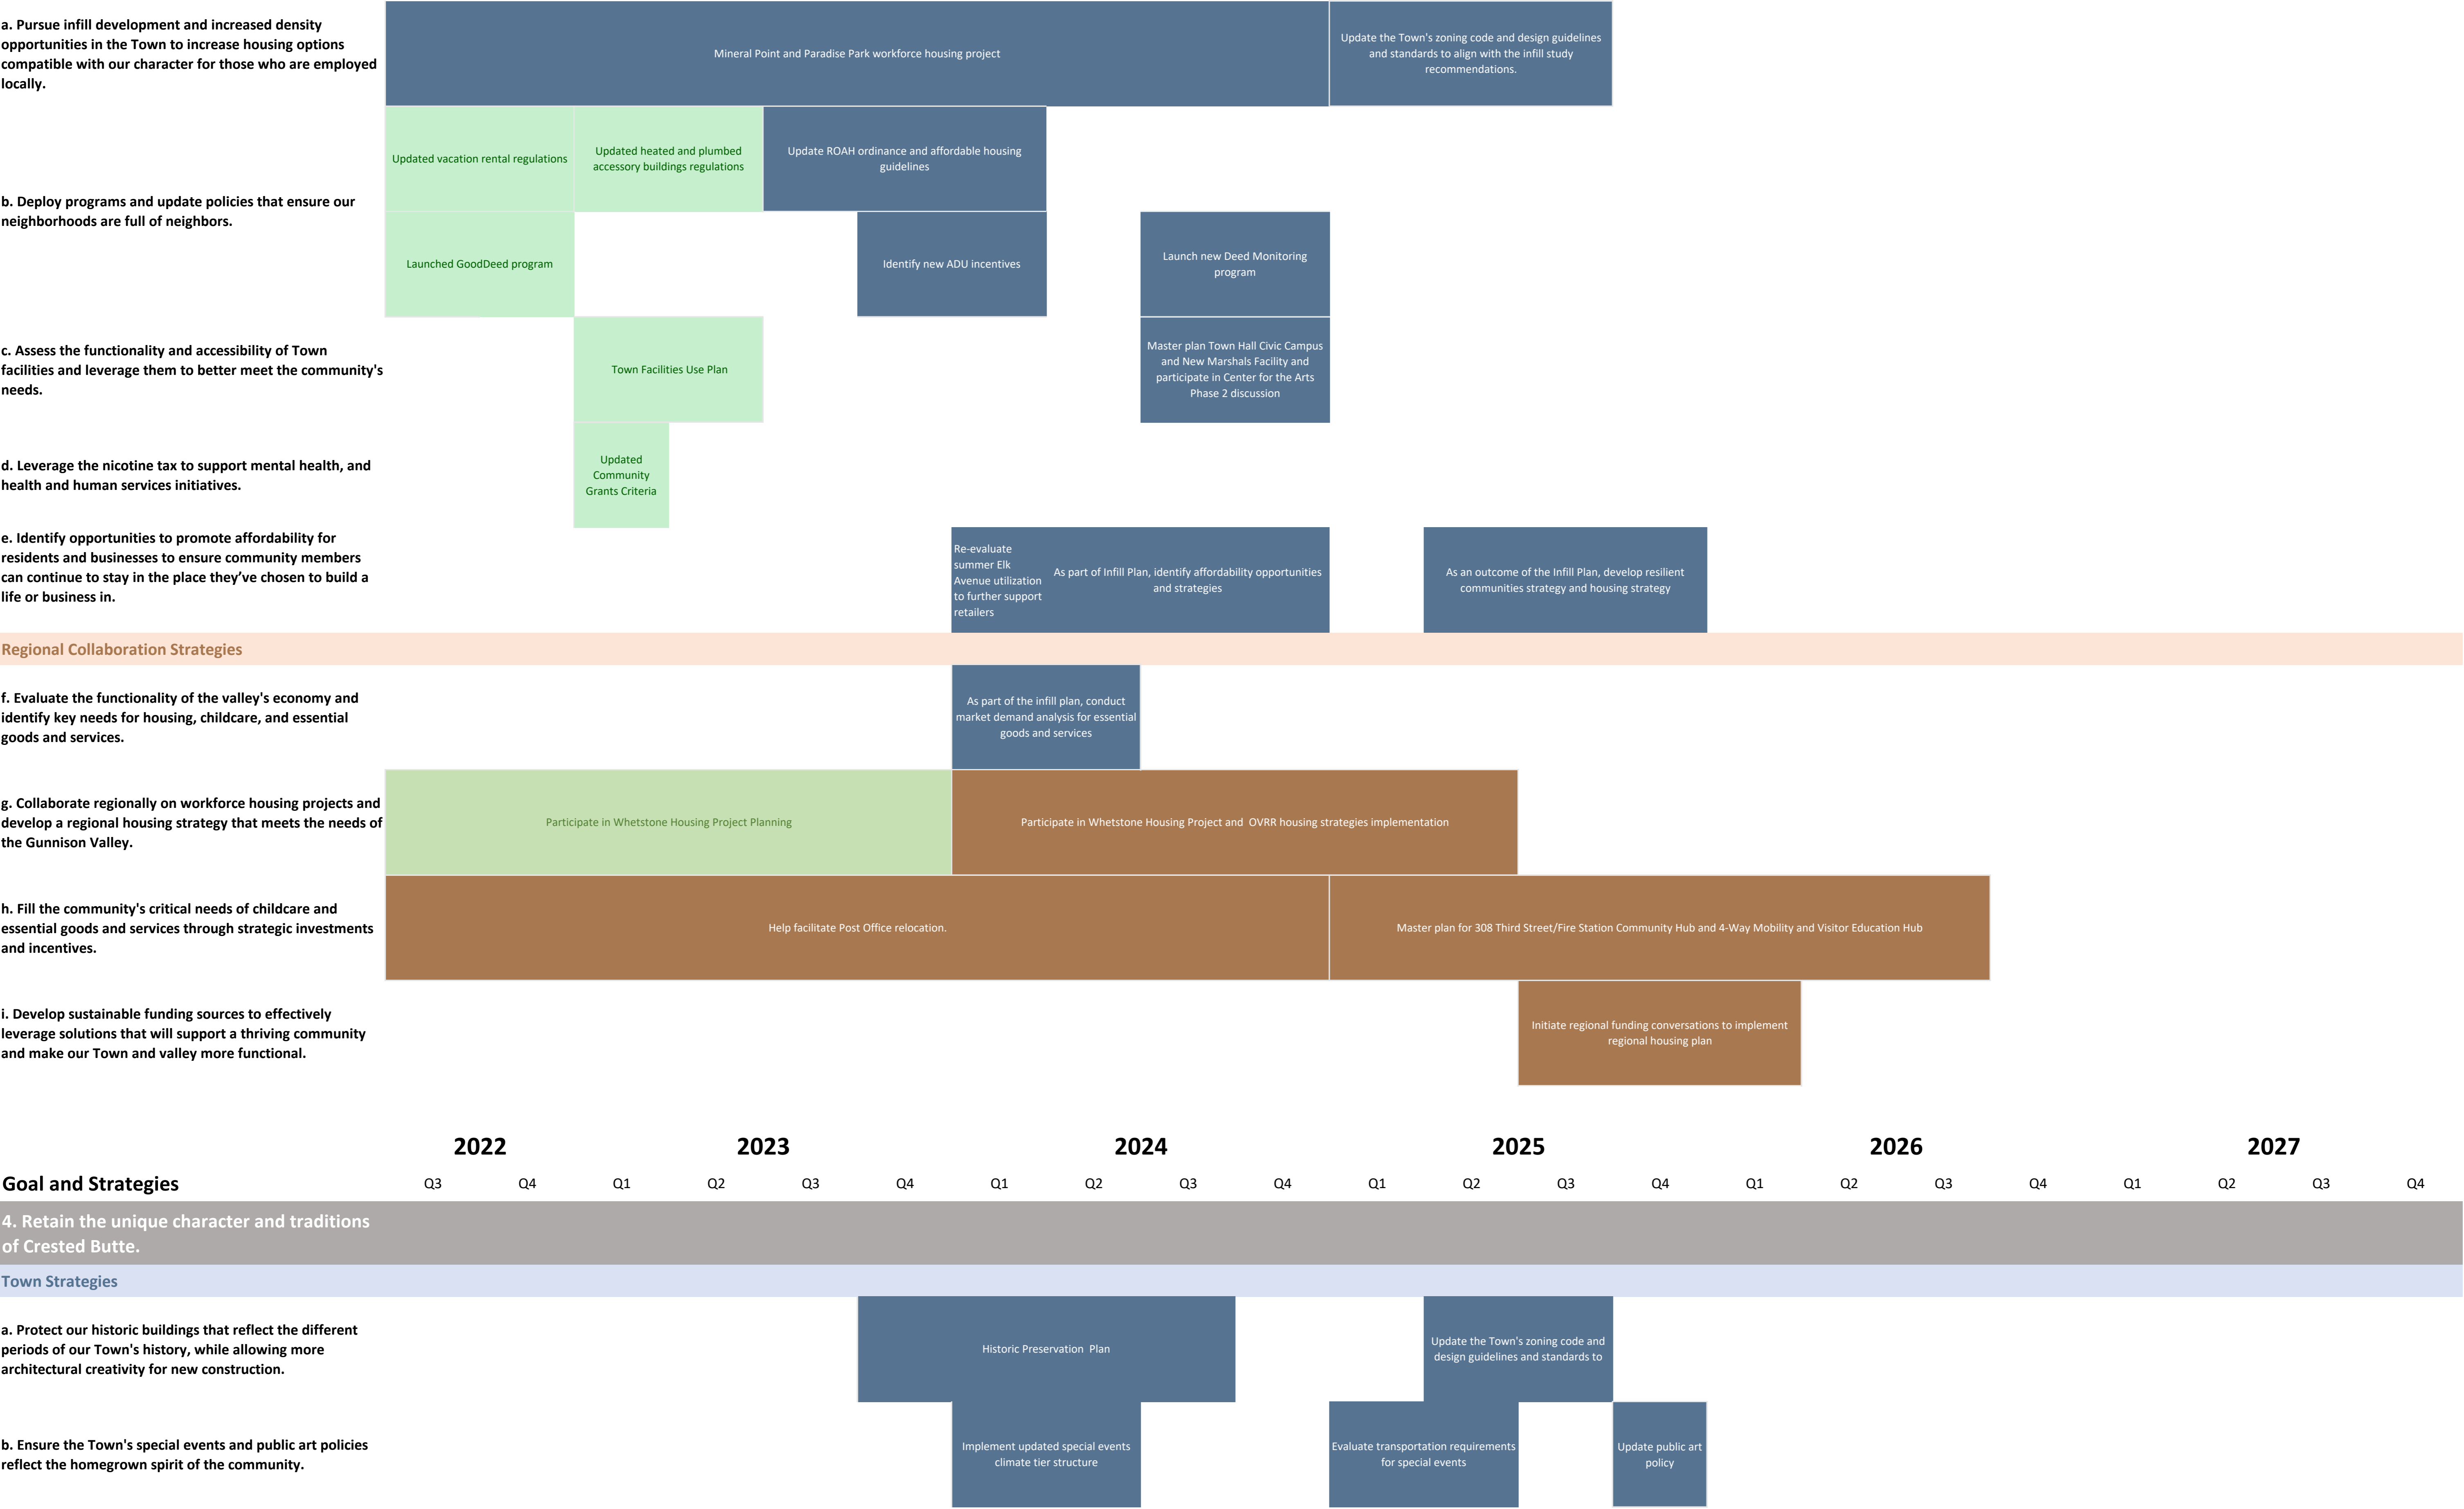 a. Pursue infill development and increased density
opportunities in the Town to increase housing options
compatible with our character for those who are employed
locally.
Mineral Point and Paradise Park workforce housing project
Update the Town's zoning code and design guidelines
and standards to align with the infill study
recommendations.
b. Deploy programs and update policies that ensure our
neighborhoods are full of neighbors.
Updated vacation rental regulations
Updated heated and plumbed
accessory buildings regulations
Update ROAH ordinance and affordable housing
guidelines
Launched GoodDeed program
Identify new ADU incentives
Launch new Deed Monitoring
program
c. Assess the functionality and accessibility of Town
facilities and leverage them to better meet the community's
needs.
Town Facilities Use Plan
Master plan Town Hall Civic Campus
and New Marshals Facility and
participate in Center for the Arts
Phase 2 discussion
d. Leverage the nicotine tax to support mental health, and
health and human services initiatives.
Updated
Community
Grants Criteria
e. Identify opportunities to promote affordability for
residents and businesses to ensure community members
can continue to stay in the place they’ve chosen to build a
life or business in.
Re-evaluate
summer Elk
Avenue utilization
to further support
retailers
As part of Infill Plan, identify affordability opportunities
and strategies
As an outcome of the Infill Plan, develop resilient
communities strategy and housing strategy
Regional Collaboration Strategies
f. Evaluate the functionality of the valley's economy and
identify key needs for housing, childcare, and essential
goods and services.
As part of the infill plan, conduct
market demand analysis for essential
goods and services
g. Collaborate regionally on workforce housing projects and
develop a regional housing strategy that meets the needs of
the Gunnison Valley.
Participate in Whetstone Housing Project Planning
Participate in Whetstone Housing Project and  OVRR housing strategies implementation
h. Fill the community's critical needs of childcare and
essential goods and services through strategic investments
and incentives.
Help facilitate Post Office relocation.
Master plan for 308 Third Street/Fire Station Community Hub and 4-Way Mobility and Visitor Education Hub
i. Develop sustainable funding sources to effectively
leverage solutions that will support a thriving community
and make our Town and valley more functional.
Initiate regional funding conversations to implement
regional housing plan
2022 2023 2024 2025 2026 2027
Goal and Strategies Q3 Q4 Q1 Q2 Q3 Q4 Q1 Q2 Q3 Q4 Q1 Q2 Q3 Q4 Q1 Q2 Q3 Q4 Q1 Q2 Q3 Q4
4. Retain the unique character and traditions
of Crested Butte.
Town Strategies
a. Protect our historic buildings that reflect the different
periods of our Town's history, while allowing more
architectural creativity for new construction.
Historic Preservation  Plan
Update the Town's zoning code and
design guidelines and standards to
b. Ensure the Town's special events and public art policies
reflect the homegrown spirit of the community.
Implement updated special events
climate tier structure
Evaluate transportation requirements
for special events
Update public art
policy